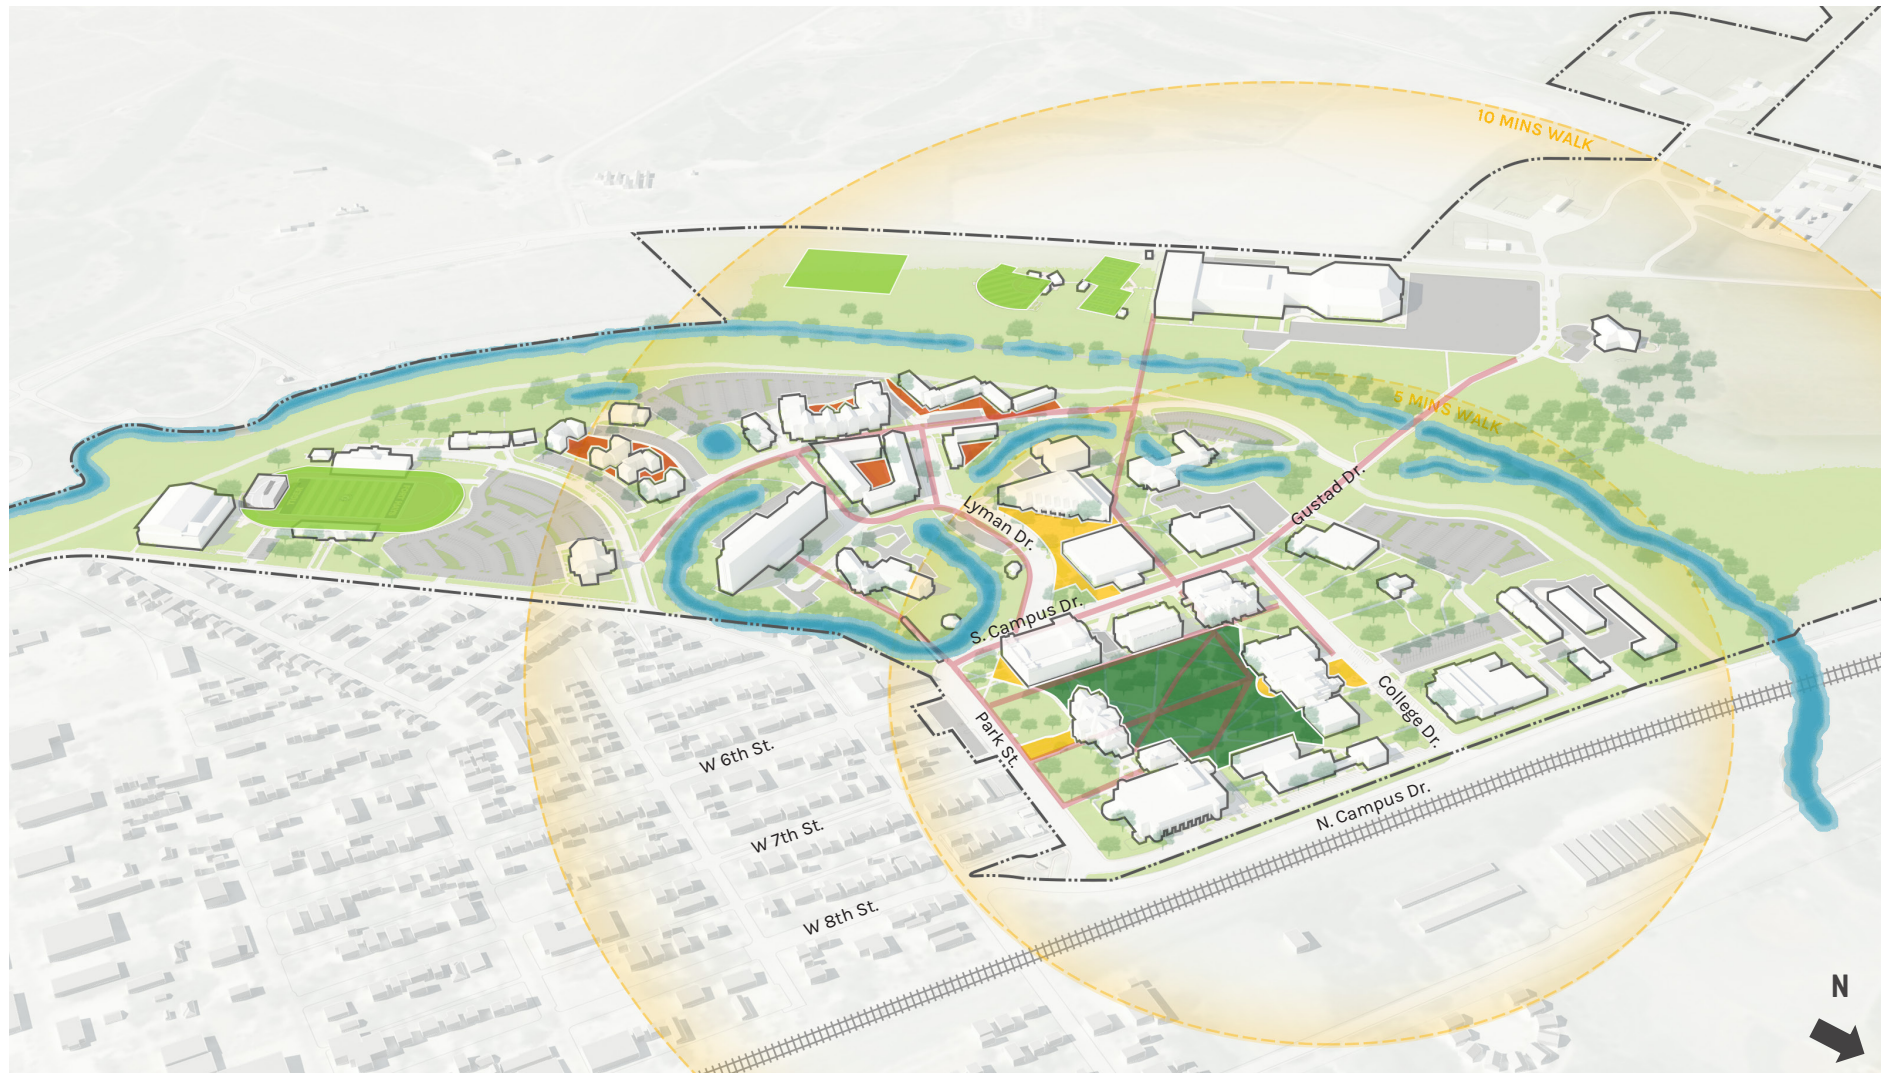 10 MINS WALK
5 MINS WALK
Gustad Dr.
Lyman Dr.
S. Campus Dr.
College Dr.
Park St.
W 6th St.
W 7th St.
N. Campus Dr.
W 8th St.
N